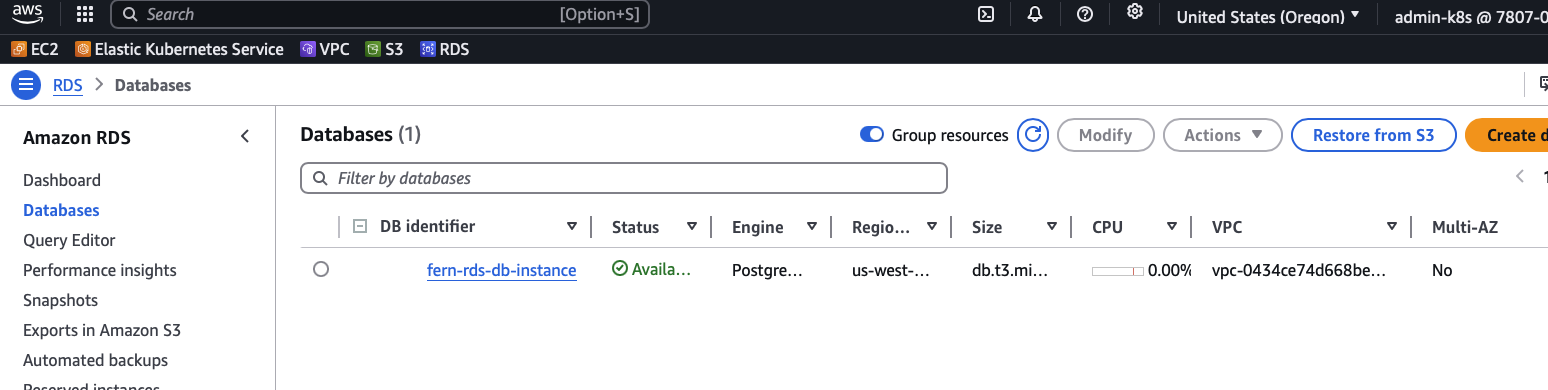 aws Search [Option+S] United States (Oregon) admin-k8s @ 7807-0
EC2 Elastic Kubernetes Service VPC S3 RDS
RDS > Databases
Amazon RDS
Dashboard
Databases
Query Editor
Performance insights
Snapshots
Exports in Amazon S3
Automated backups
Reserved instances
Databases (1) Group resources Modify Actions Restore from S3 Create d
Filter by databases
1
DB identifier Status Engine Regio... Size CPU VPC Multi-AZ
fern-rds-db-instance Availa... Postgre... us-west-... db.t3.mi... 0.00% vpc-0434ce74d668be... No